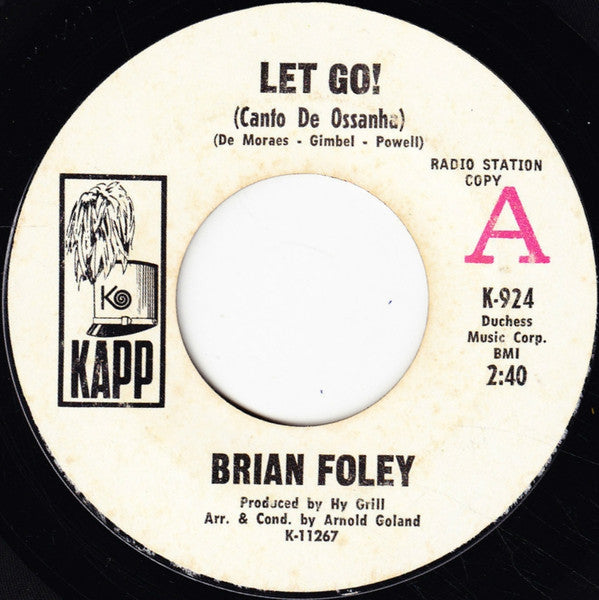 LET GO!
(Canto De Ossanha)
(De Moraes - Gimbel - Powell)
RADIO STATION
COPY
A
K
KAPP
K-924
Duchess
Music Corp.
BMI
2:40
BRIAN FOLEY
Produced by Hy Grill
Arr. & Cond. by Arnold Goland
K-11267